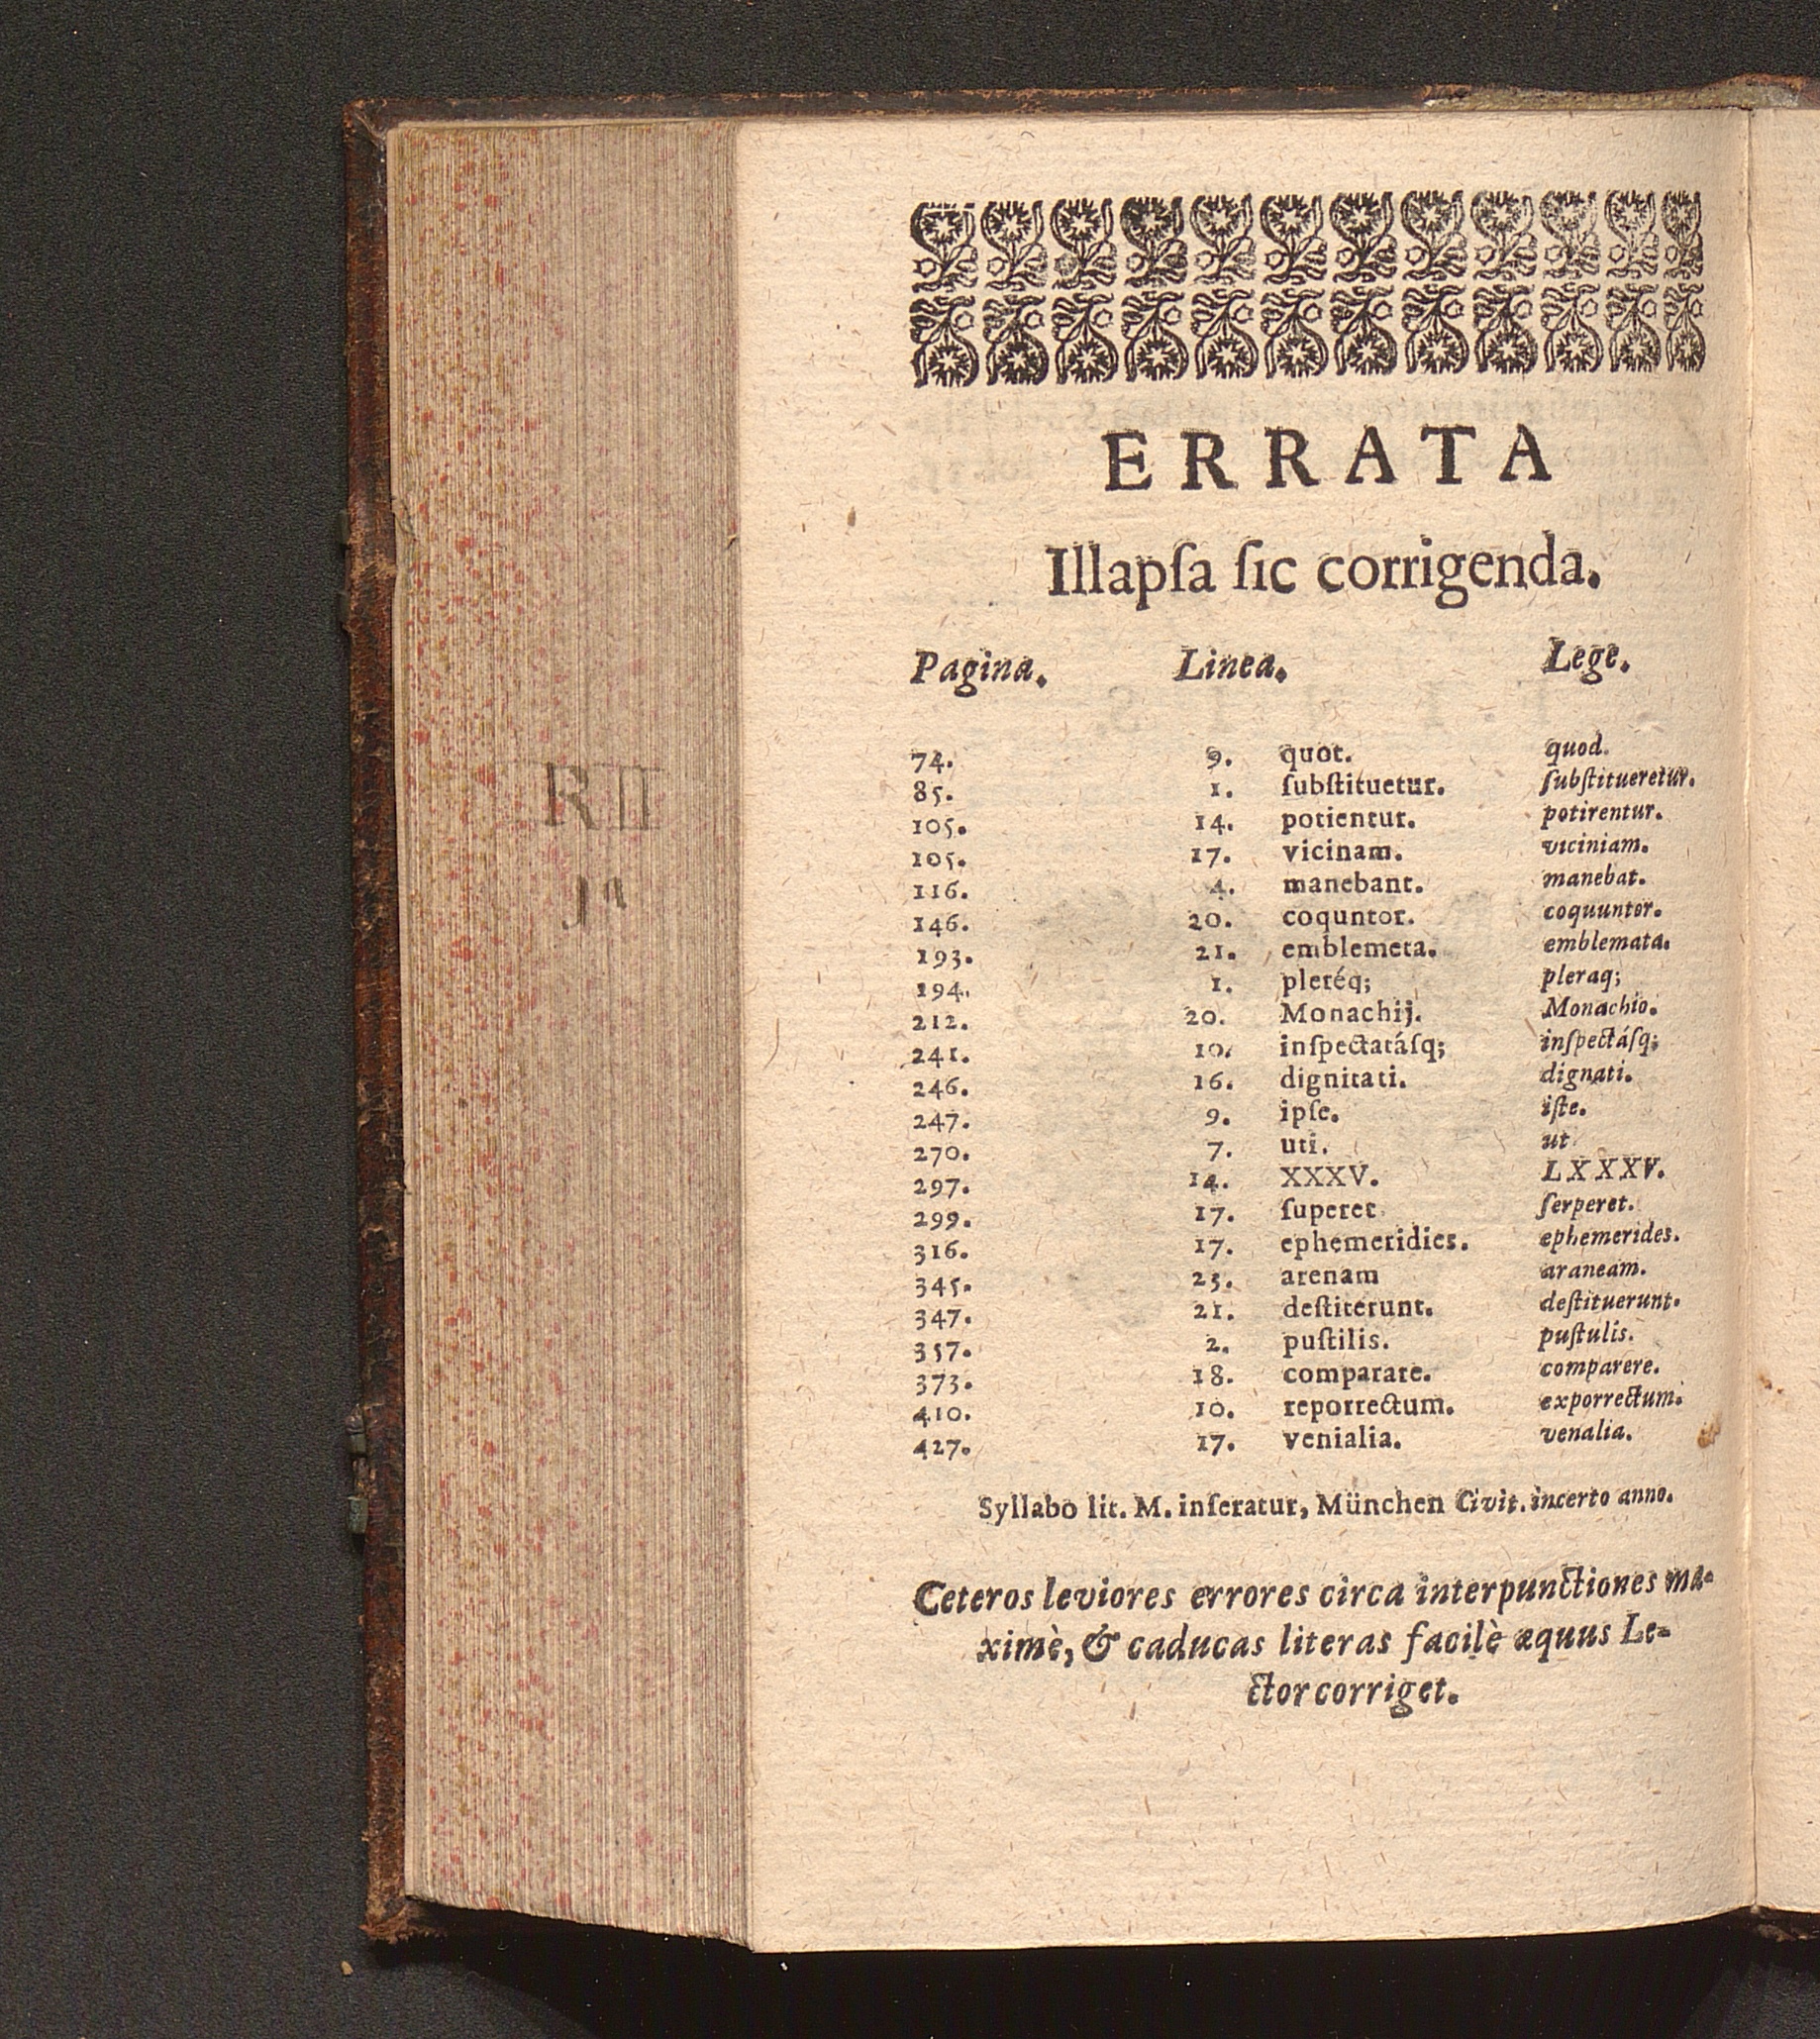 ERRATA
Illapſa ſic corrigenda.
Pagina. Linea. Lege.
74. 9. quot. quod.
85. 1. ſubſtituetur. ſubſtitueretur.
105. 14. potientur. potirentur.
105. 17. vicinam. viciniam.
116. 4. manebant. manebat.
146. 20. coquntor. coquuntor.
193. 21. emblemeta. emblemata.
194. 1. pleréq; pleraq;
212. 20. Monachij. Monachio.
241. 10. inſpectatáſq; inſpectáſq;
246. 16. dignitati. dignati.
247. 9. ipſe. iſte.
270. 7. uti. ut
297. 14. XXXV. LXXXV.
299. 17. ſuperet ſerperet.
316. 17. ephemeridies. ephemerides.
345. 23. arenam araneam.
347. 21. deſtiterunt. deſtituerunt.
357. 2. puſtilis. puſtulis.
373. 18. comparare. comparere.
410. 10. reporrectum. exporrectum.
427. 17. venialia. venalia.
Syllabo lit. M. inſeratur, München Civit. incerto anno.
Ceteros leviores errores circa interpunctiones ma-
ximè, & caducas literas facilè æquus Le-
ctor corriget.
R II